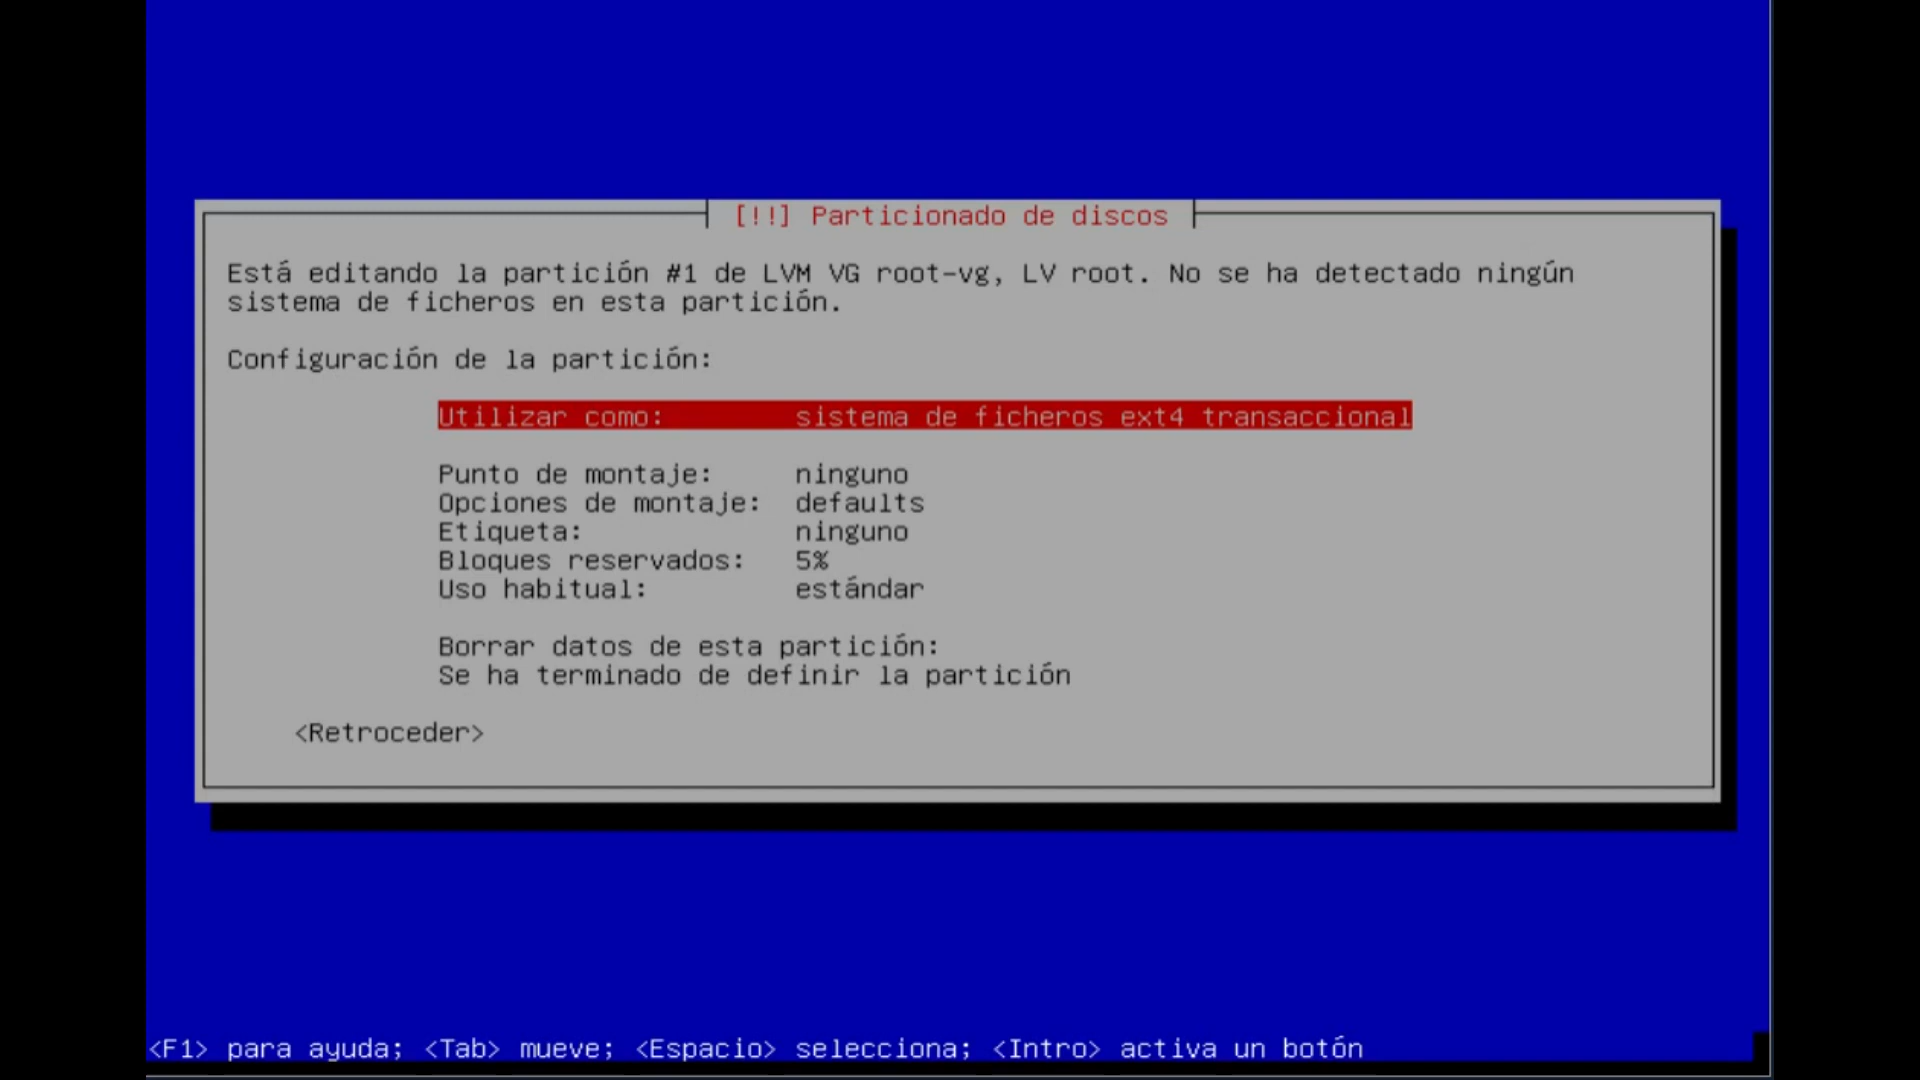 [!!] Particionado de discos
Está editando la partición #1 de LVM VG root-vg, LV root. No se ha detectado ningún
sistema de ficheros en esta partición.
Configuración de la partición:
Utilizar como: sistema de ficheros ext4 transaccional
Punto de montaje: ninguno
Opciones de montaje: defaults
Etiqueta: ninguno
Bloques reservados: 5%
Uso habitual: estándar
Borrar datos de esta partición:
Se ha terminado de definir la partición
<Retroceder>
<F1> para ayuda; <Tab> mueve; <Espacio> selecciona; <Intro> activa un botón